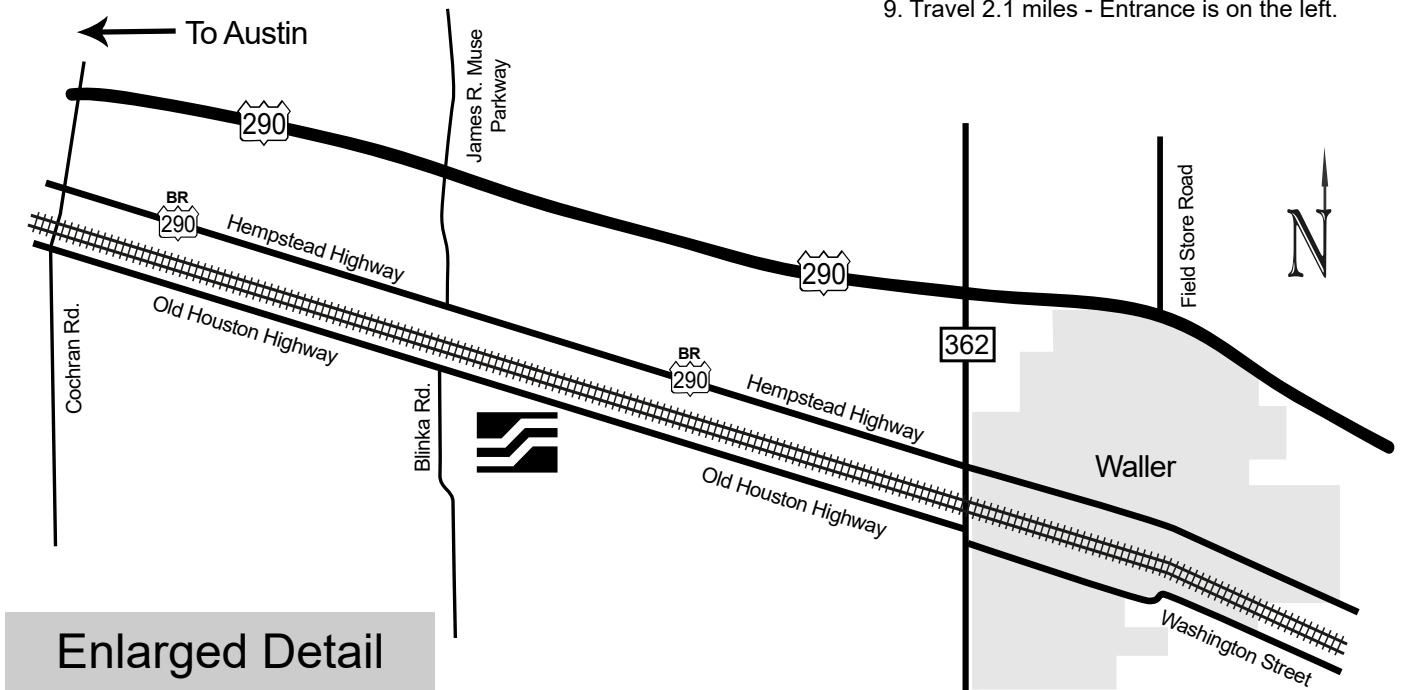 9. Travel 2.1 miles - Entrance is on the left.
To Austin
James R. Muse
Parkway
290
BR
290
Hempstead Highway
Old Houston Highway
Cochran Rd.
Blinka Rd.
290
362
Field Store Road
N
BR
290
Hempstead Highway
Old Houston Highway
Waller
Washington Street
Enlarged Detail